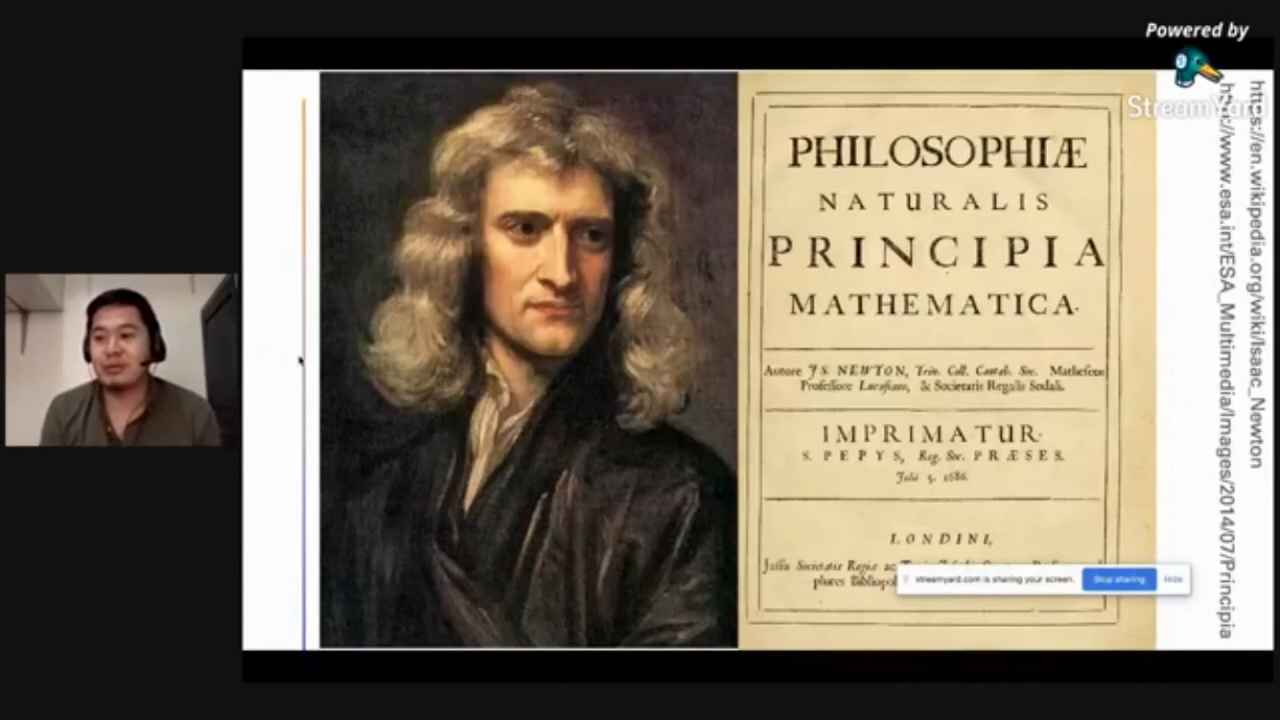 Powered by
StreamYard
PHILOSOPHIÆ
NATURALIS
PRINCIPIA
MATHEMATICA.
Autore JS. NEWTON, Trin. Coll. Cantab. Soc. Matheseos
Professore Lucasiano, & Societatis Regalis Sodali.
IMPRIMATUR.
S. PEPYS, Reg. Soc. PRÆSES.
Julii 5. 1686.
LONDINI,
Jussu Societatis Regiæ ac
plures Bibliopol
streamyard.com is sharing your screen.
Stop sharing
Hide
https://en.wikipedia.org/wiki/Isaac_Newton
://www.esa.int/ESA_Multimedia/Images/2014/07/Principia